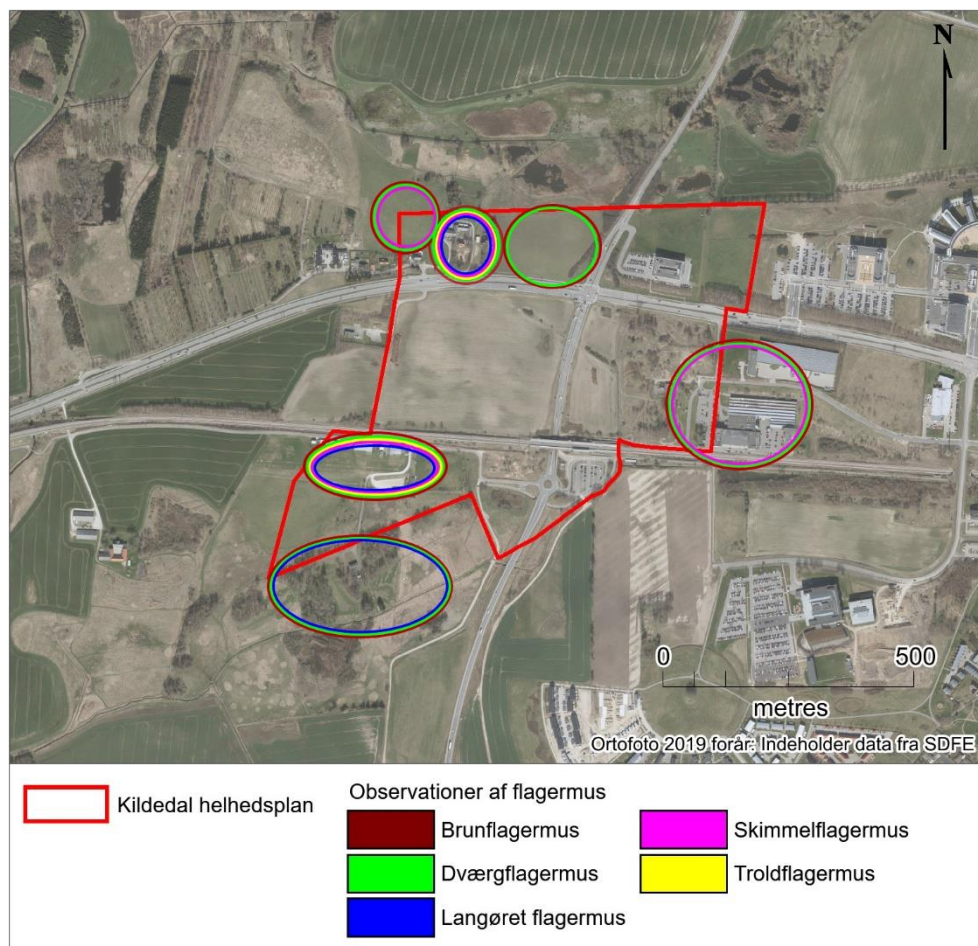 N
0 500
metres
Ortofoto 2019 forår: Indeholder data fra SDFE
Kildedal helhedsplan
Observationer af flagermus
Brunflagermus
Skimmelflagermus
Dværgflagermus
Troldflagermus
Langøret flagermus